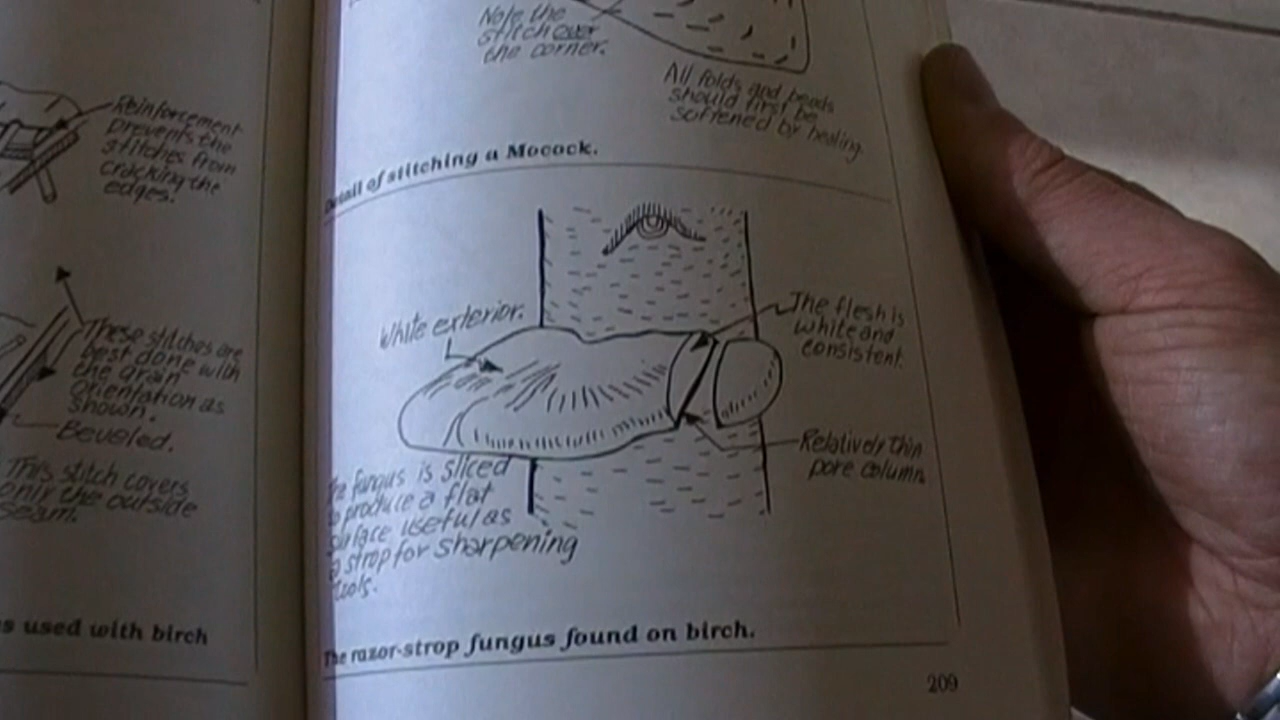 Reinforcement
prevents the
stitches from
cracking the
edges.
These stitches are
best done with
the grain
orientation as
shown.
Beveled.
This stitch covers
only the outside
seam.
s used with birch
Note the
stitch over
the corner.
All folds and bends
should first be
softened by heating.
Detail of stitching a Mocock.
White exterior.
The flesh is
white and
consistent.
Relatively thin
pore column.
fungus is sliced
produce a flat
surface useful as
a strop for sharpening
tools.
The razor-strop fungus found on birch.
209